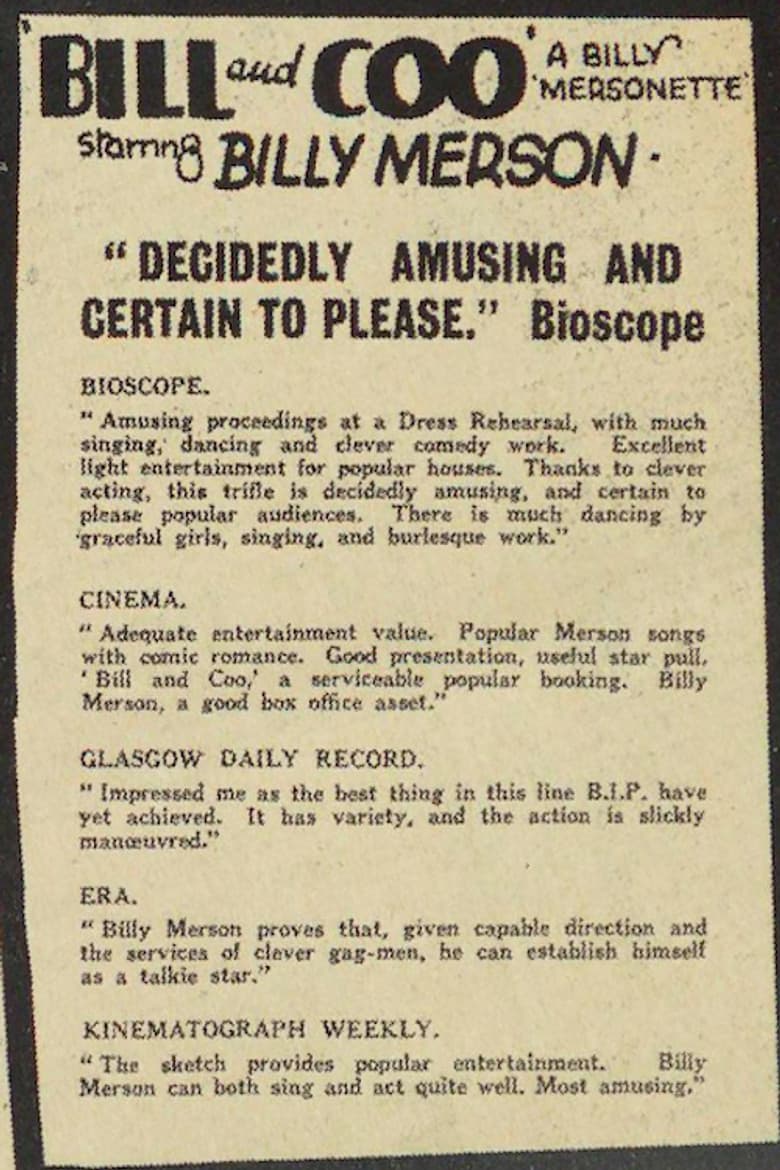 'BILL and COO' A BILLY
'MERSONETTE'
starring BILLY MERSON.
"DECIDEDLY AMUSING AND
CERTAIN TO PLEASE." Bioscope
BIOSCOPE.
"Amusing proceedings at a Dress Rehearsal, with much
singing, dancing and clever comedy work. Excellent
light entertainment for popular houses. Thanks to clever
acting, this trifle is decidedly amusing, and certain to
please popular audiences. There is much dancing by
graceful girls, singing, and burlesque work."
CINEMA.
"Adequate entertainment value. Popular Merson songs
with comic romance. Good presentation, useful star pull.
'Bill and Coo,' a serviceable popular booking. Billy
Merson, a good box office asset."
GLASGOW DAILY RECORD.
"Impressed me as the best thing in this line B.I.P. have
yet achieved. It has variety, and the action is slickly
manœuvred."
ERA.
"Billy Merson proves that, given capable direction and
the services of clever gag-men, he can establish himself
as a talkie star."
KINEMATOGRAPH WEEKLY.
"The sketch provides popular entertainment. Billy
Merson can both sing and act quite well. Most amusing."